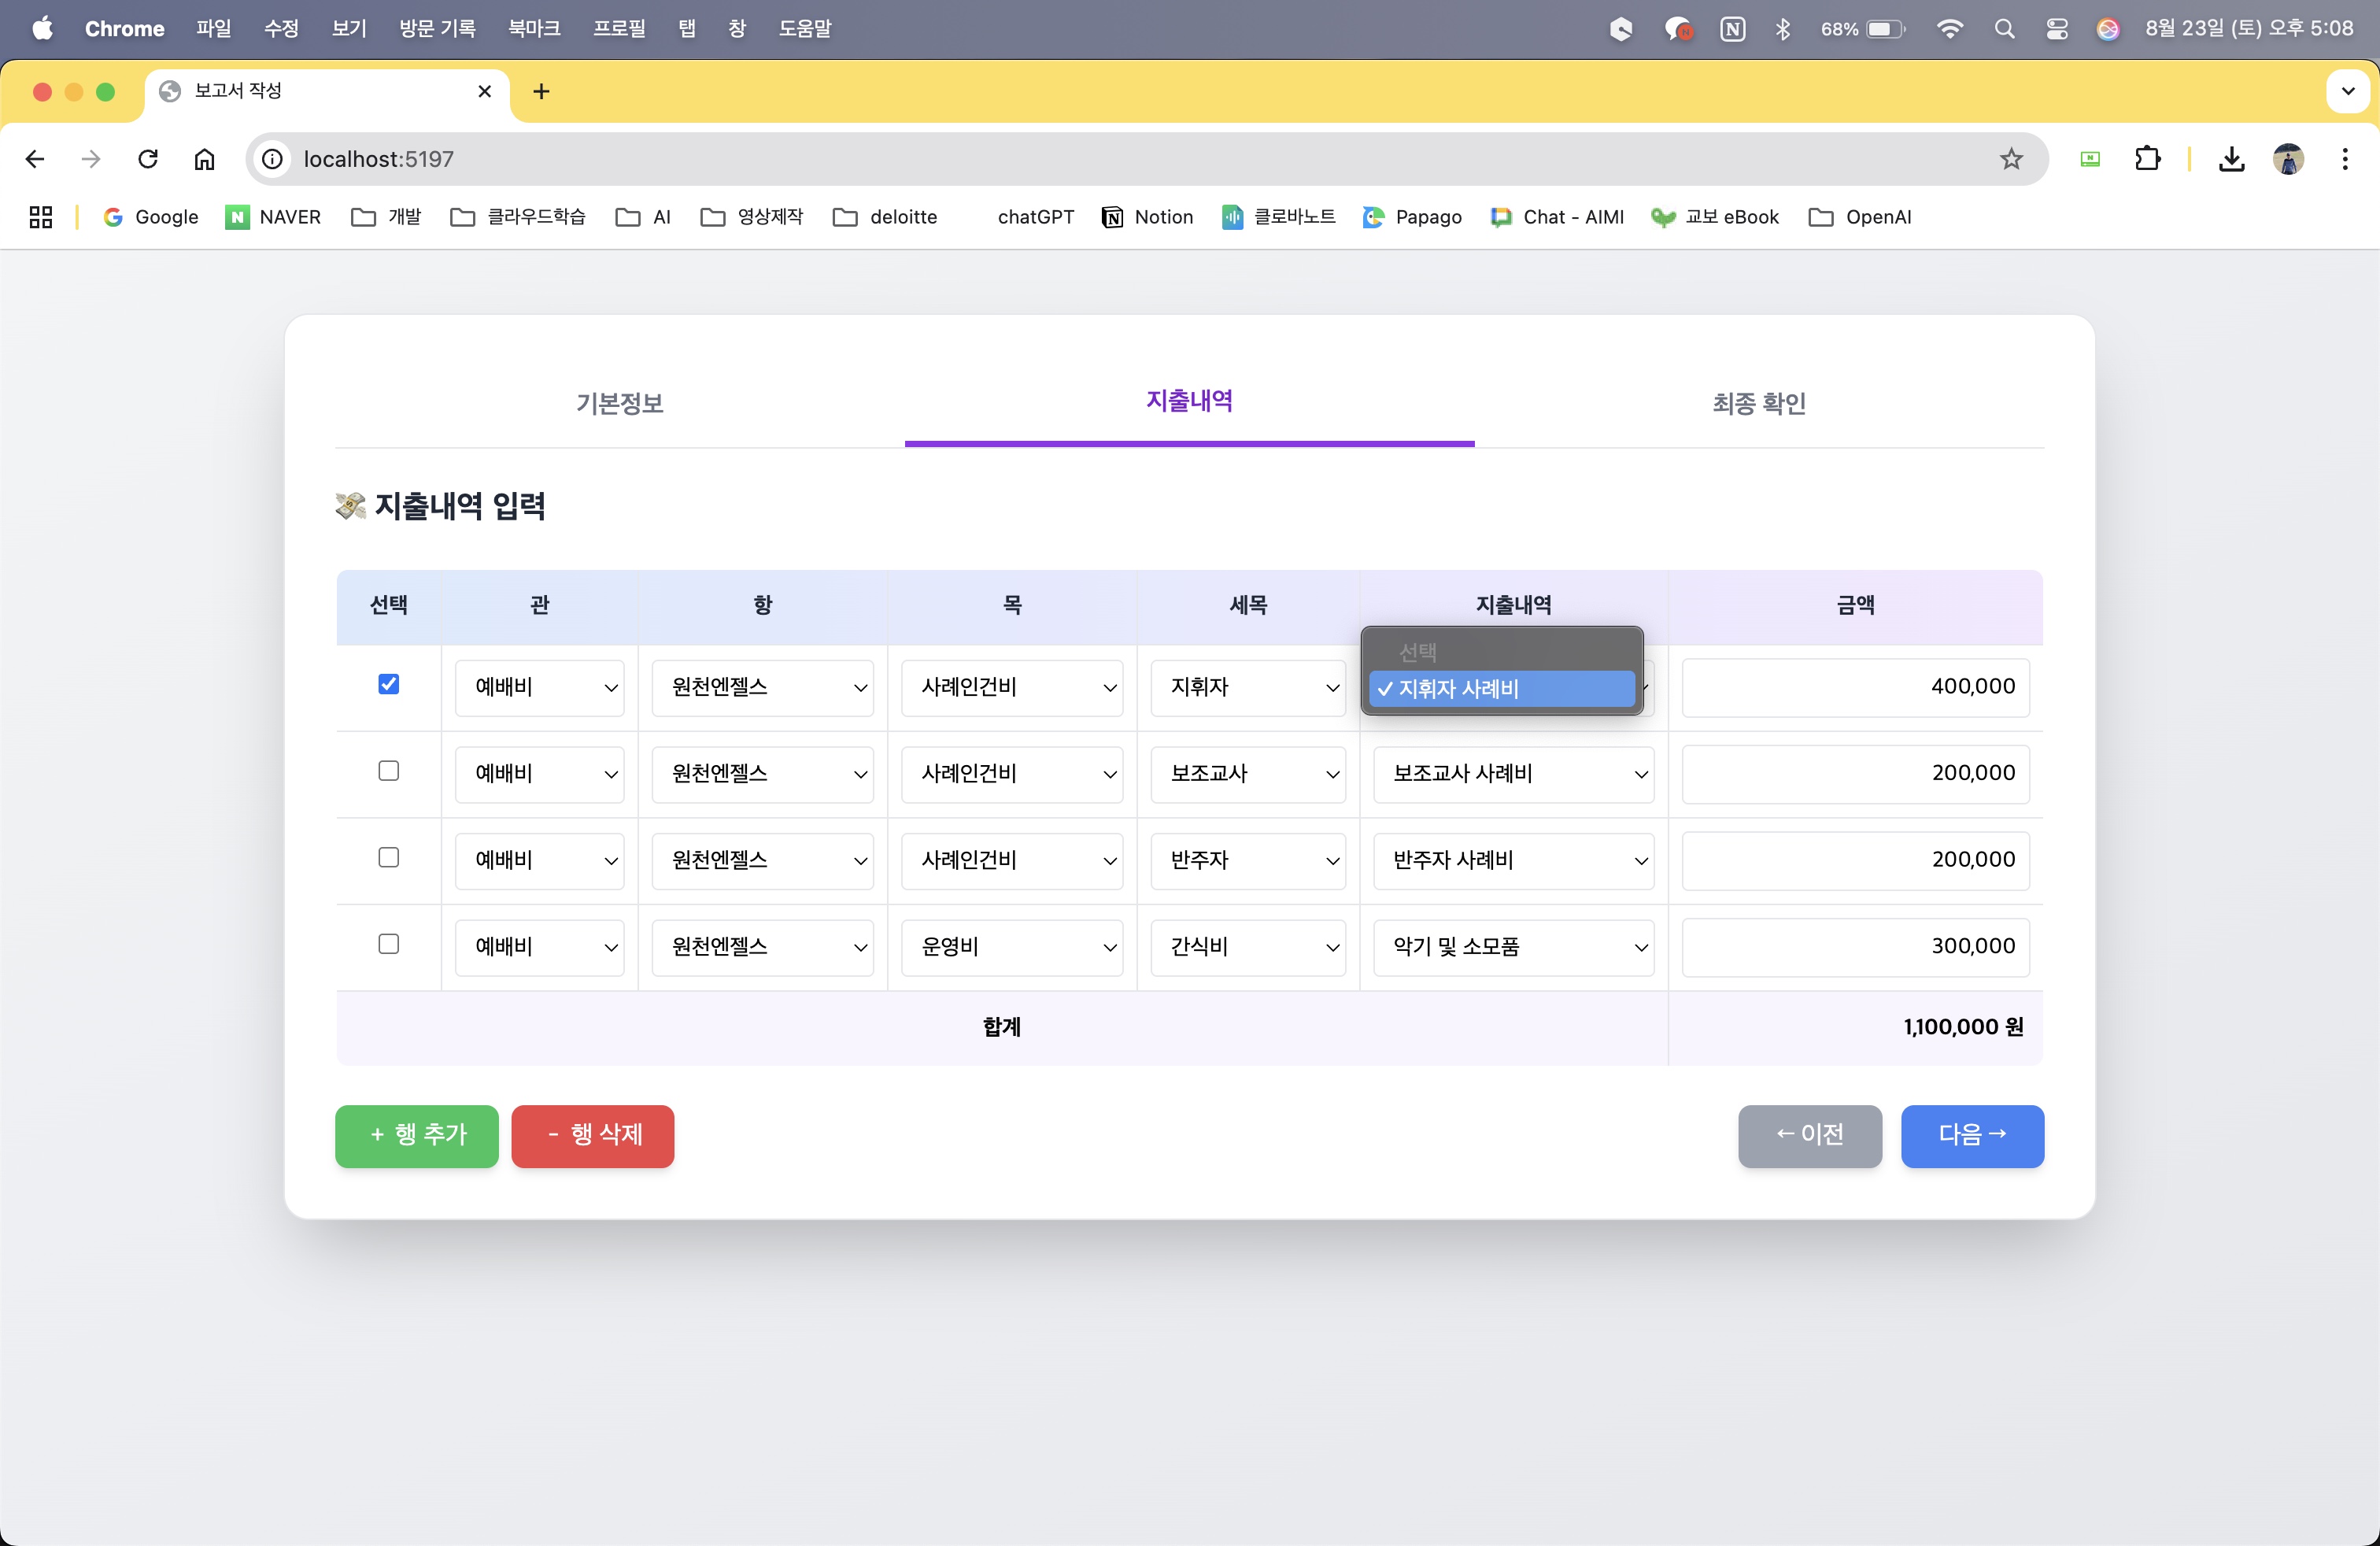 Chrome 파일 수정 보기 방문 기록 북마크 프로필 탭 창 도움말 68% 8월 23일 (토) 오후 5:08
보고서 작성
localhost:5197
Google NAVER 개발 클라우드학습 AI 영상제작 deloitte chatGPT Notion 클로바노트 Papago Chat - AIMI 교보 eBook OpenAI
기본정보 지출내역 최종 확인
지출내역 입력
선택 관 항 목 세목 지출내역 금액
선택
예배비 원천엔젤스 사례인건비 지휘자 ✓ 지휘자 사례비 400,000
예배비 원천엔젤스 사례인건비 보조교사 보조교사 사례비 200,000
예배비 원천엔젤스 사례인건비 반주자 반주자 사례비 200,000
예배비 원천엔젤스 운영비 간식비 악기 및 소모품 300,000
합계 1,100,000 원
+ 행 추가 - 행 삭제 ← 이전 다음 →